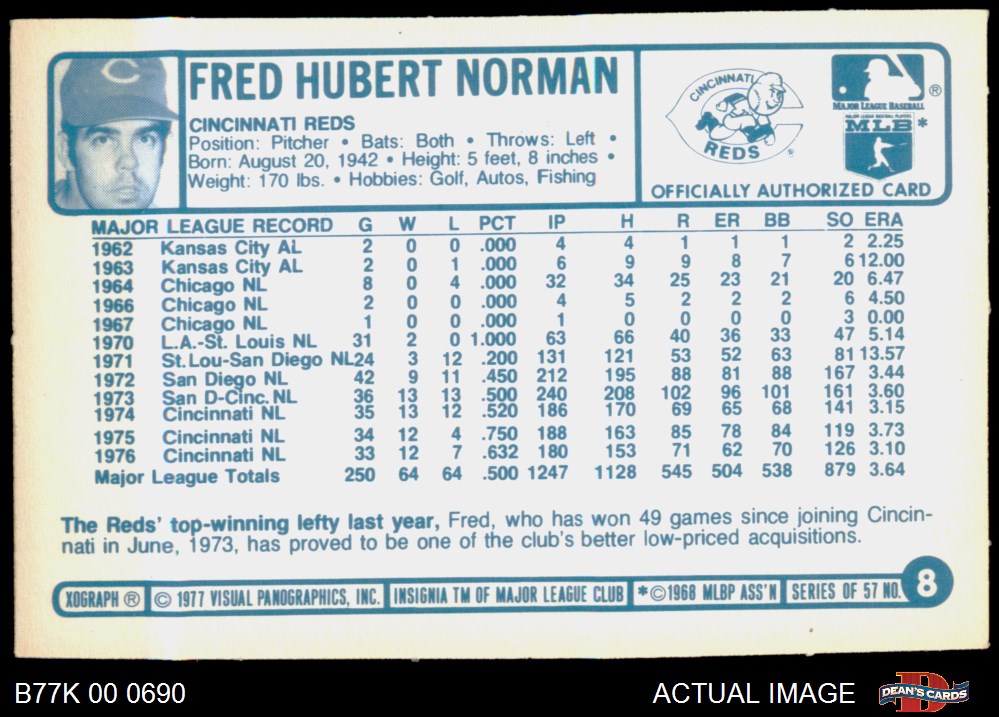 C
FRED HUBERT NORMAN
CINCINNATI REDS
Position: Pitcher • Bats: Both • Throws: Left •
Born: August 20, 1942 • Height: 5 feet, 8 inches •
Weight: 170 lbs. • Hobbies: Golf, Autos, Fishing
CINCINNATI
REDS
®
MAJOR LEAGUE BASEBALL
MAJOR LEAGUE BASEBALL PLAYERS
MLB *
OFFICIALLY AUTHORIZED CARD
MAJOR LEAGUE RECORD G W L PCT IP H R ER BB SO ERA
1962 Kansas City AL 2 0 0 .000 4 4 1 1 1 2 2.25
1963 Kansas City AL 2 0 1 .000 6 9 9 8 7 6 12.00
1964 Chicago NL 8 0 4 .000 32 34 25 23 21 20 6.47
1966 Chicago NL 2 0 0 .000 4 5 2 2 2 6 4.50
1967 Chicago NL 1 0 0 .000 1 0 0 0 0 3 0.00
1970 L.A.-St. Louis NL 31 2 0 1.000 63 66 40 36 33 47 5.14
1971 St.Lou-San Diego NL 24 3 12 .200 131 121 53 52 63 81 13.57
1972 San Diego NL 42 9 11 .450 212 195 88 81 88 167 3.44
1973 San D-Cinc. NL 36 13 13 .500 240 208 102 96 101 161 3.60
1974 Cincinnati NL 35 13 12 .520 186 170 69 65 68 141 3.15
1975 Cincinnati NL 34 12 4 .750 188 163 85 78 84 119 3.73
1976 Cincinnati NL 33 12 7 .632 180 153 71 62 70 126 3.10
Major League Totals 250 64 64 .500 1247 1128 545 504 538 879 3.64
The Reds' top-winning lefty last year, Fred, who has won 49 games since joining Cincin-
nati in June, 1973, has proved to be one of the club's better low-priced acquisitions.
XOGRAPH ® © 1977 VISUAL PANOGRAPHICS, INC. INSIGNIA TM OF MAJOR LEAGUE CLUB *©1968 MLBP ASS'N SERIES OF 57 NO. 8
B77K 00 0690 ACTUAL IMAGE
D
DEAN'S CARDS